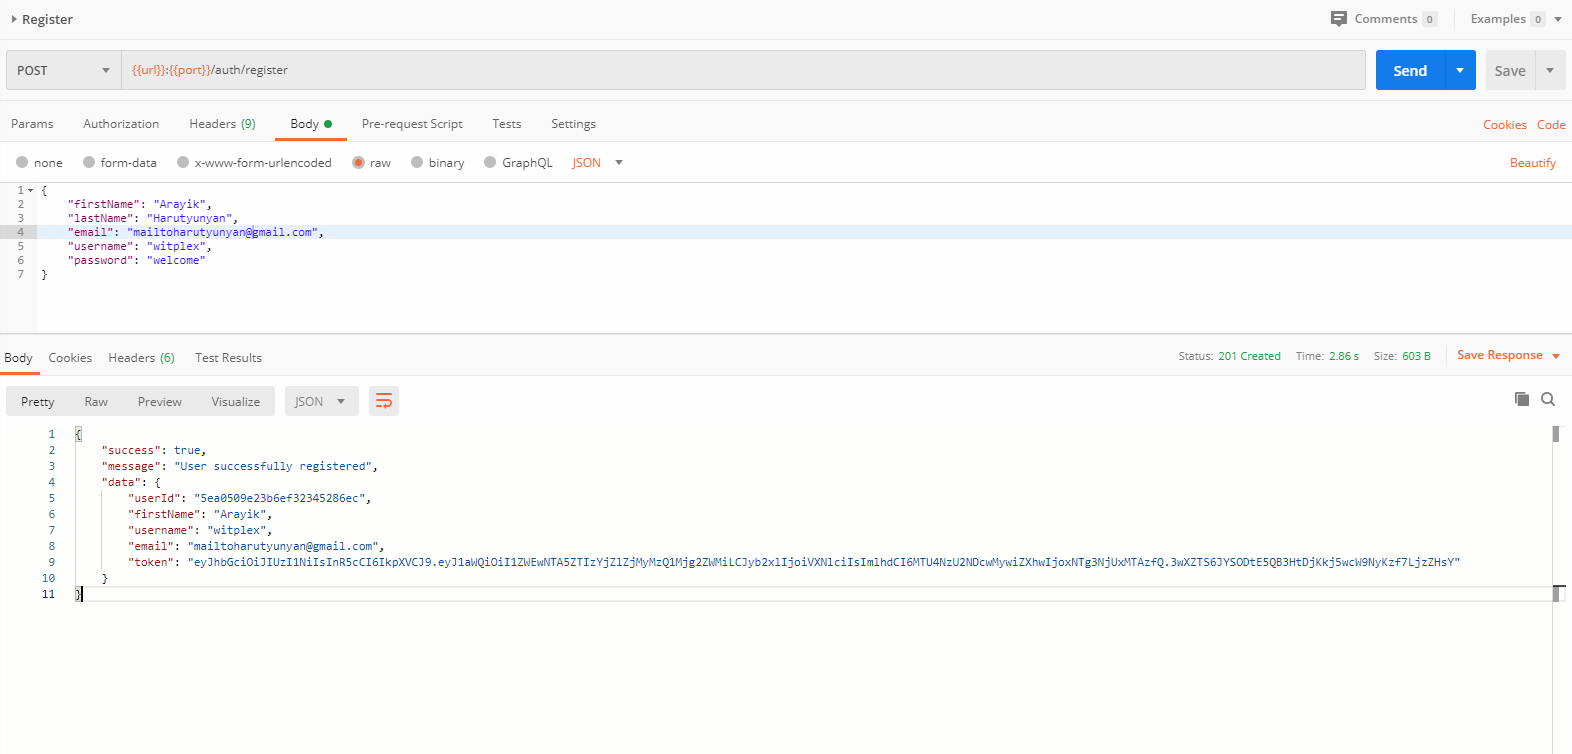 Register
Comments 0 Examples 0
POST {{url}}:{{port}}/auth/register Send Save
Params Authorization Headers (9) Body Pre-request Script Tests Settings Cookies Code
none form-data x-www-form-urlencoded raw binary GraphQL JSON Beautify
1 {
2 "firstName": "Arayik",
3 "lastName": "Harutyunyan",
4 "email": "mailtoharutyunyan@gmail.com",
5 "username": "witplex",
6 "password": "welcome"
7 }
Body Cookies Headers (6) Test Results Status: 201 Created Time: 2.86 s Size: 603 B Save Response
Pretty Raw Preview Visualize JSON
1 {
2 "success": true,
3 "message": "User successfully registered",
4 "data": {
5 "userId": "5ea0509e23b6ef32345286ec",
6 "firstName": "Arayik",
7 "username": "witplex",
8 "email": "mailtoharutyunyan@gmail.com",
9 "token": "eyJhbGciOiJIUzI1NiIsInR5cCI6IkpXVCJ9.eyJ1aWQiOiI1ZWEwNTA5ZTIzYjZlZjMyMzQ1Mjg2ZWMiLCJyb2xlIjoiVXNlciIsImlhdCI6MTU4NzU2NDcwMywiZXhwIjoxNTg3NjUxMTAzfQ.3wXZTS6JYSODtE5QB3HtDjKkj5wcW9NyKzf7LjzZHsY"
10 }
11 }